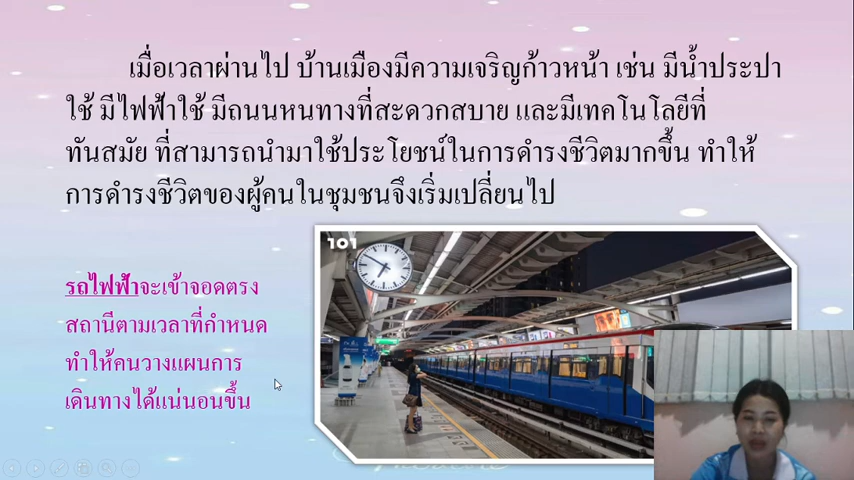 เมื่อเวลาผ่านไป บ้านเมืองมีความเจริญก้าวหน้า เช่น มีน้ำประปา
ใช้ มีไฟฟ้าใช้ มีถนนหนทางที่สะดวกสบาย และมีเทคโนโลยีที่
ทันสมัย ที่สามารถนำมาใช้ประโยชน์ในการดำรงชีวิตมากขึ้น ทำให้
การดำรงชีวิตของผู้คนในชุมชนจึงเริ่มเปลี่ยนไป
101
รถไฟฟ้าจะเข้าจอดตรง
สถานีตามเวลาที่กำหนด
ทำให้คนวางแผนการ
เดินทางได้แน่นอนขึ้น